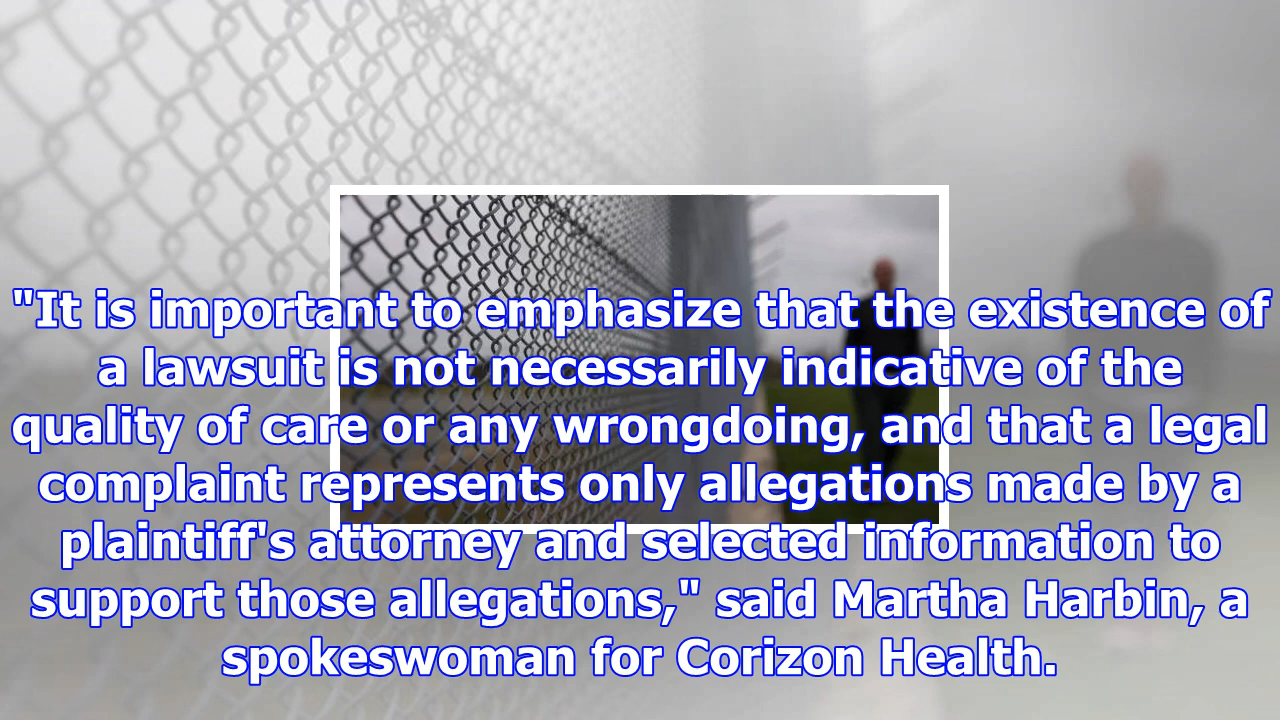 "It is important to emphasize that the existence of
a lawsuit is not necessarily indicative of the
quality of care or any wrongdoing, and that a legal
complaint represents only allegations made by a
plaintiff's attorney and selected information to
support those allegations," said Martha Harbin, a
spokeswoman for Corizon Health.